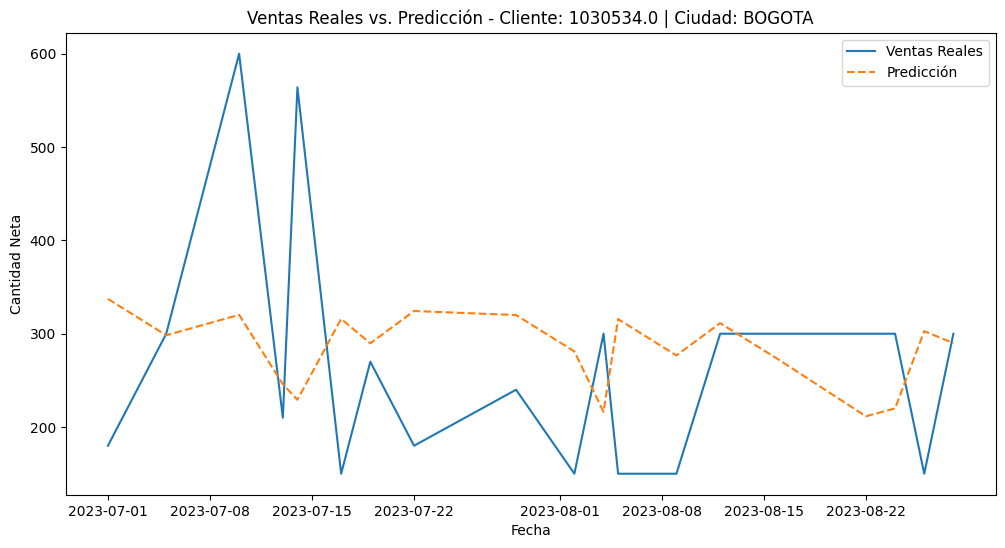 Ventas Reales vs. Predicción - Cliente: 1030534.0 | Ciudad: BOGOTA
Ventas Reales
Predicción
600
500
400
300
200
Cantidad Neta
2023-07-01 2023-07-08 2023-07-15 2023-07-22 2023-08-01 2023-08-08 2023-08-15 2023-08-22
Fecha